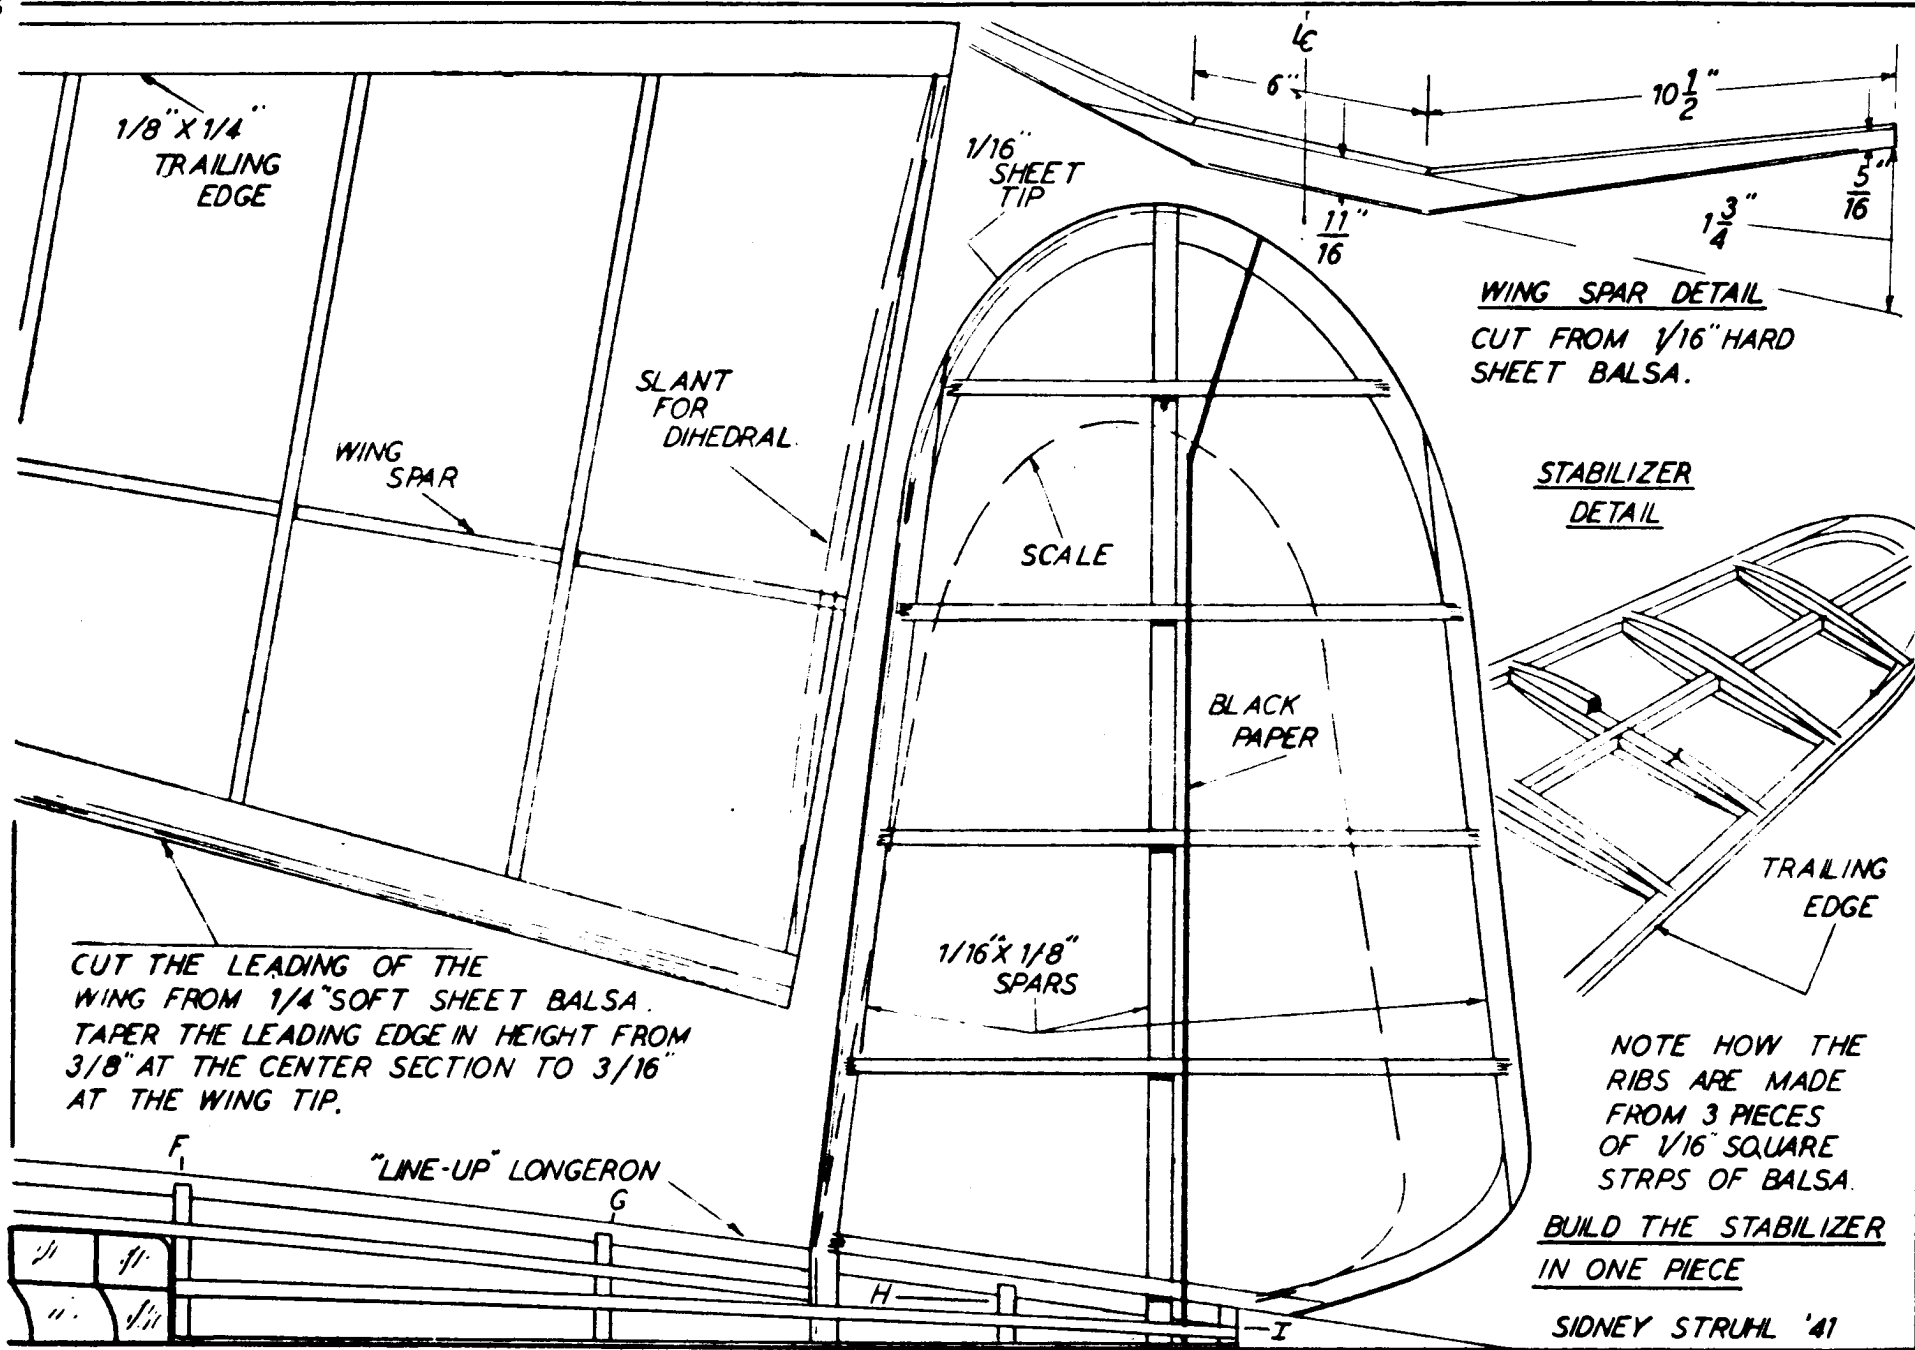 1/8" X 1/4"
TRAILING
EDGE
WING
SPAR
SLANT
FOR
DIHEDRAL.
1/16"
SHEET
TIP
6"
10 1/2"
11/16"
5/16"
1 3/4"
WING SPAR DETAIL
CUT FROM 1/16" HARD
SHEET BALSA.
STABILIZER
DETAIL
SCALE
BLACK
PAPER
TRAILING
EDGE
1/16" X 1/8"
SPARS
CUT THE LEADING OF THE
WING FROM 1/4" SOFT SHEET BALSA.
TAPER THE LEADING EDGE IN HEIGHT FROM
3/8" AT THE CENTER SECTION TO 3/16"
AT THE WING TIP.
NOTE HOW THE
RIBS ARE MADE
FROM 3 PIECES
OF 1/16" SQUARE
STRPS OF BALSA.
BUILD THE STABILIZER
IN ONE PIECE
SIDNEY STRUHL '41
F
"LINE-UP" LONGERON
G
H
I